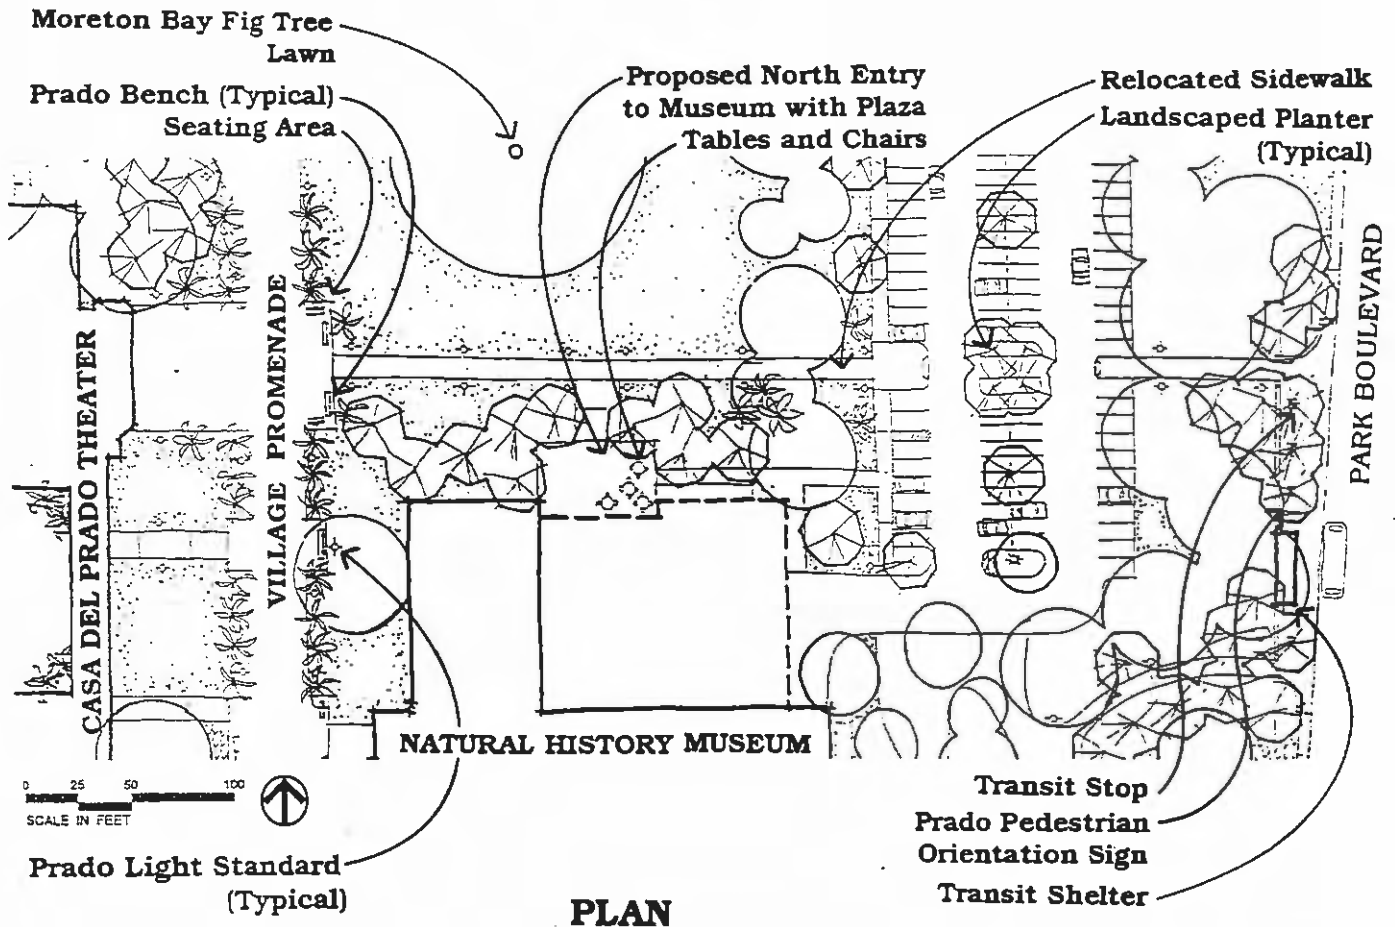 Moreton Bay Fig Tree
Lawn
Prado Bench (Typical)
Seating Area
Proposed North Entry
to Museum with Plaza
Tables and Chairs
Relocated Sidewalk
Landscaped Planter
(Typical)
CASA DEL PRADO THEATER
VILLAGE PROMENADE
PARK BOULEVARD
NATURAL HISTORY MUSEUM
0 25 50 100
SCALE IN FEET
Prado Light Standard
(Typical)
Transit Stop
Prado Pedestrian
Orientation Sign
Transit Shelter
PLAN